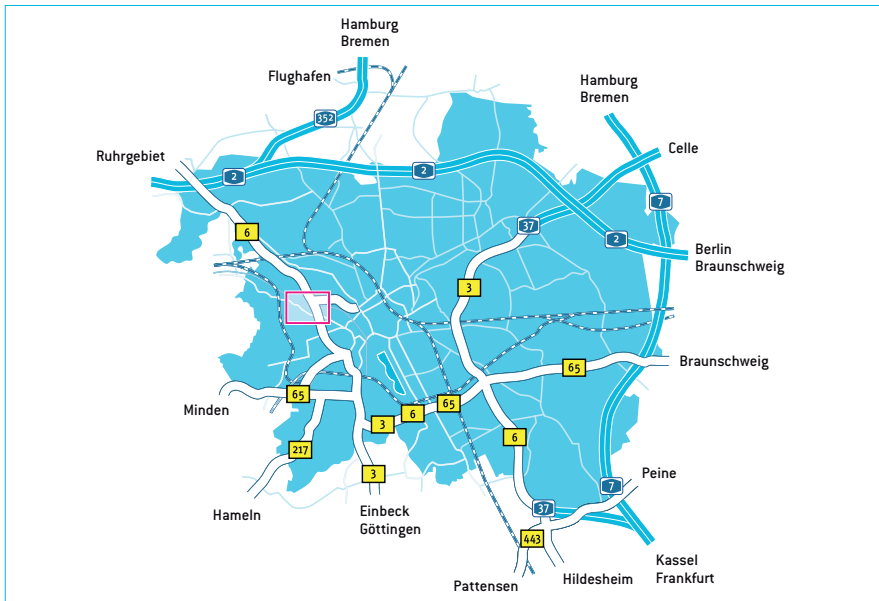 Hamburg
Bremen
Flughafen
Hamburg
Bremen
352
Celle
Ruhrgebiet
2
2
7
37
6
2
Berlin
Braunschweig
3
Braunschweig
65
65
Minden
65
6
3
6
217
3
Peine
7
Hameln
Einbeck
Göttingen
37
443
Kassel
Frankfurt
Hildesheim
Pattensen